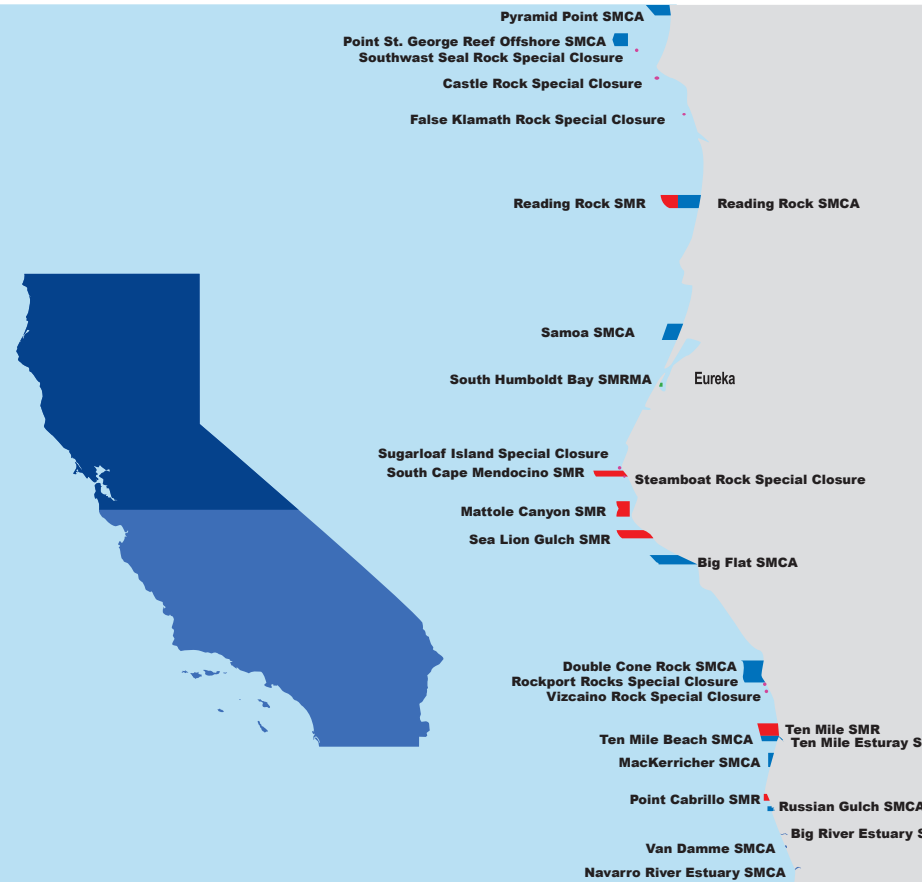 Pyramid Point SMCA
Point St. George Reef Offshore SMCA
Southwast Seal Rock Special Closure
Castle Rock Special Closure
False Klamath Rock Special Closure
Reading Rock SMR
Reading Rock SMCA
Samoa SMCA
South Humboldt Bay SMRMA
Eureka
Sugarloaf Island Special Closure
South Cape Mendocino SMR
Steamboat Rock Special Closure
Mattole Canyon SMR
Sea Lion Gulch SMR
Big Flat SMCA
Double Cone Rock SMCA
Rockport Rocks Special Closure
Vizcaino Rock Special Closure
Ten Mile SMR
Ten Mile Beach SMCA
Ten Mile Esturay S
MacKerricher SMCA
Point Cabrillo SMR
Russian Gulch SMCA
Big River Estuary S
Van Damme SMCA
Navarro River Estuary SMCA